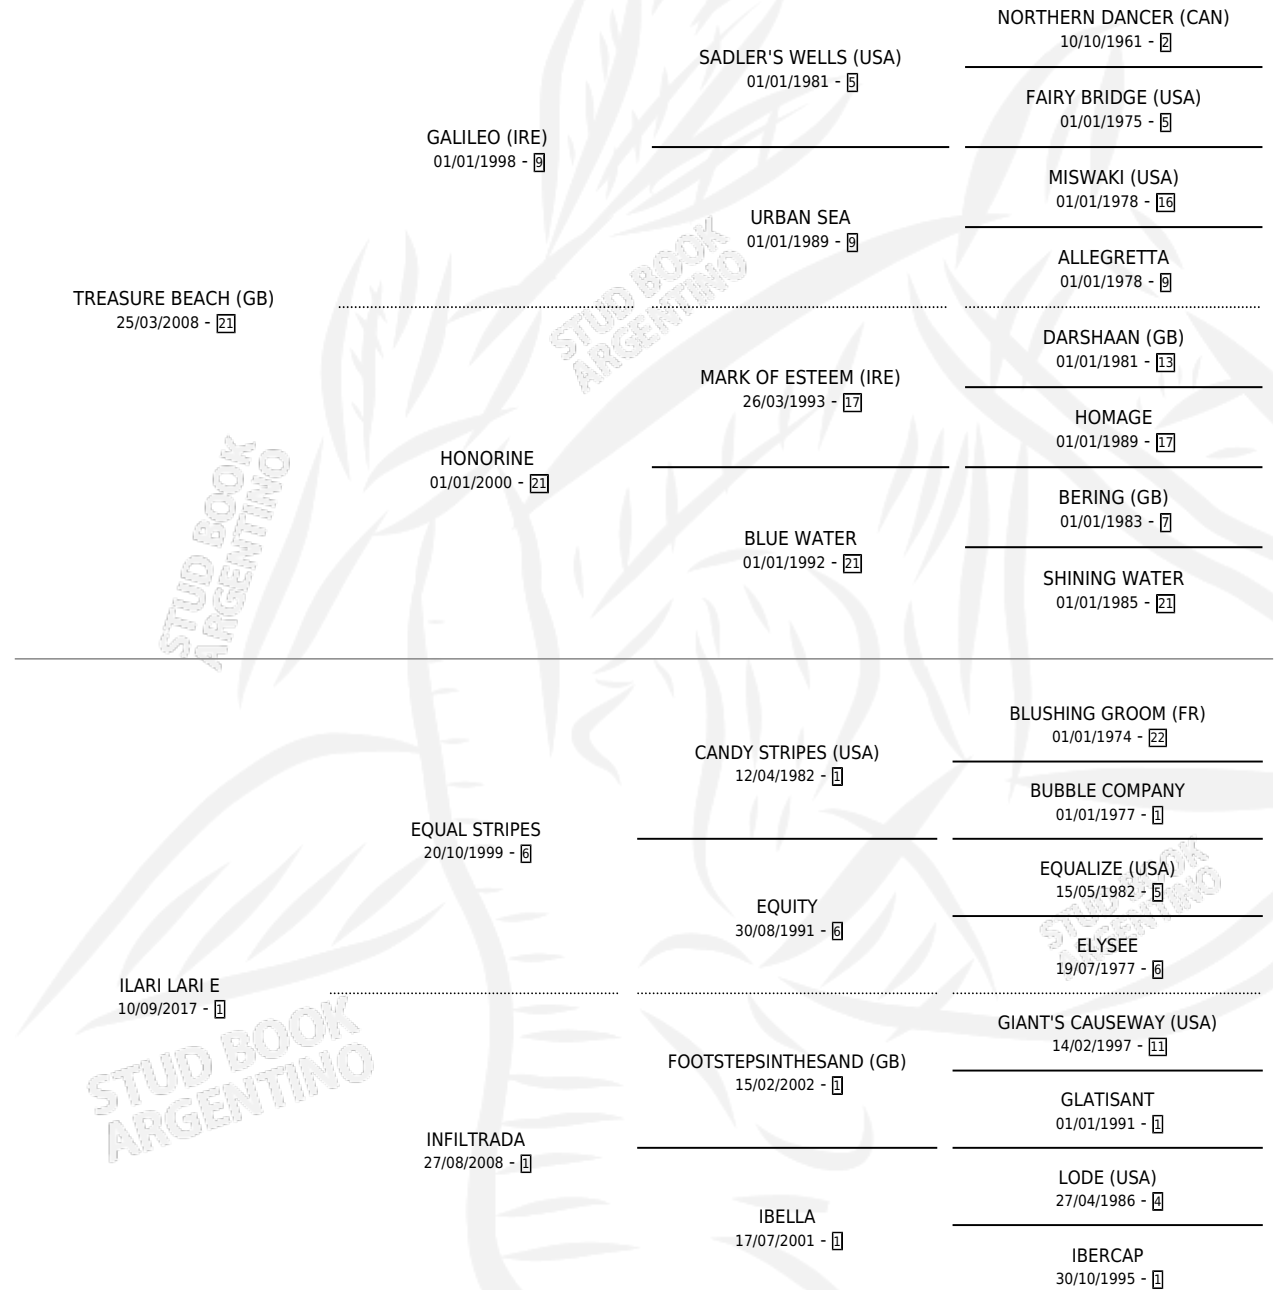 NORTHERN DANCER (CAN)
10/10/1961 - 2
SADLER'S WELLS (USA)
01/01/1981 - 5
FAIRY BRIDGE (USA)
01/01/1975 - 5
GALILEO (IRE)
01/01/1998 - 9
MISWAKI (USA)
01/01/1978 - 16
URBAN SEA
01/01/1989 - 9
ALLEGRETTA
01/01/1978 - 9
TREASURE BEACH (GB)
25/03/2008 - 21
STUD BOOK
ARGENTINO
DARSHAAN (GB)
01/01/1981 - 13
MARK OF ESTEEM (IRE)
26/03/1993 - 17
HOMAGE
01/01/1989 - 17
HONORINE
01/01/2000 - 21
BERING (GB)
01/01/1983 - 7
BLUE WATER
01/01/1992 - 21
SHINING WATER
01/01/1985 - 21
STUD BOOK
ARGENTINO
BLUSHING GROOM (FR)
01/01/1974 - 22
CANDY STRIPES (USA)
12/04/1982 - 1
BUBBLE COMPANY
01/01/1977 - 1
EQUAL STRIPES
20/10/1999 - 6
EQUALIZE (USA)
15/05/1982 - 5
EQUITY
30/08/1991 - 6
STUD BOOK
ARGENTINO
ELYSEE
19/07/1977 - 6
ILARI LARI E
10/09/2017 - 1
STUD BOOK
ARGENTINO
GIANT'S CAUSEWAY (USA)
14/02/1997 - 11
FOOTSTEPSINTHESAND (GB)
15/02/2002 - 1
GLATISANT
01/01/1991 - 1
INFILTRADA
27/08/2008 - 1
LODE (USA)
27/04/1986 - 4
IBELLA
17/07/2001 - 1
IBERCAP
30/10/1995 - 1